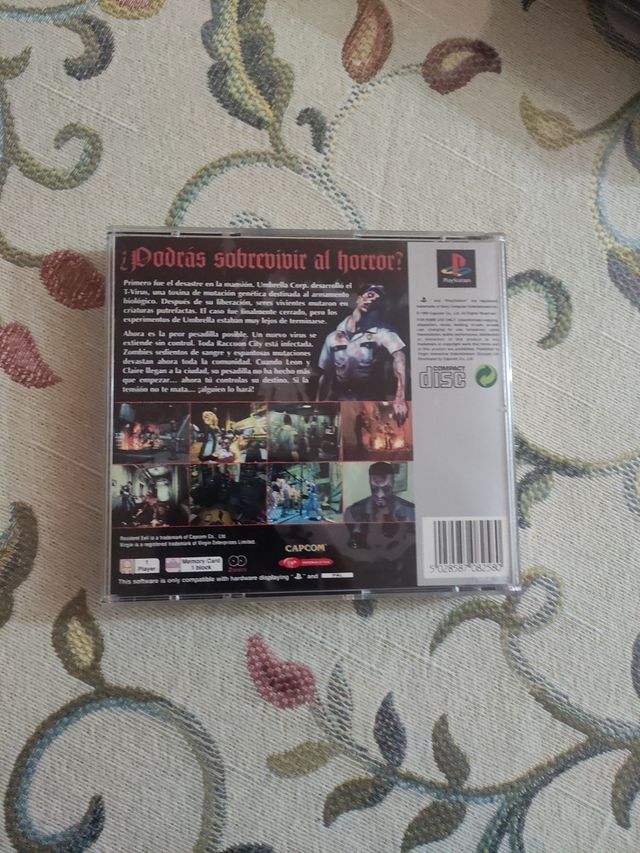 ¿Podrás sobrevivir al horror?
Primero fue el desastre en la mansión. Umbrella Corp. desarrolló el
T-Virus, una toxina de mutación genética destinada al armamento
biológico. Después de su liberación, seres vivientes mutaron en
criaturas putrefactas. El caso fue finalmente cerrado, pero los
experimentos de Umbrella estaban muy lejos de terminarse.
Ahora es la peor pesadilla posible. Un nuevo virus se
extiende sin control. Toda Raccoon City está infectada.
Zombies sedientos de sangre y espantosas mutaciones
devastan ahora toda la comunidad. Cuando Leon y
Claire llegan a la ciudad, su pesadilla no ha hecho más
que empezar... ahora tú controlas su destino. Si la
tensión no te mata... ¡alguien lo hará!
PlayStation
COMPACT
disc
Resident Evil is a trademark of Capcom Co., Ltd.
Virgin is a registered trademark of Virgin Enterprises Limited.
CAPCOM
1
Player
Memory Card
1 block
2 discs
This software is only compatible with hardware displaying " " and PAL
5 028587 082580